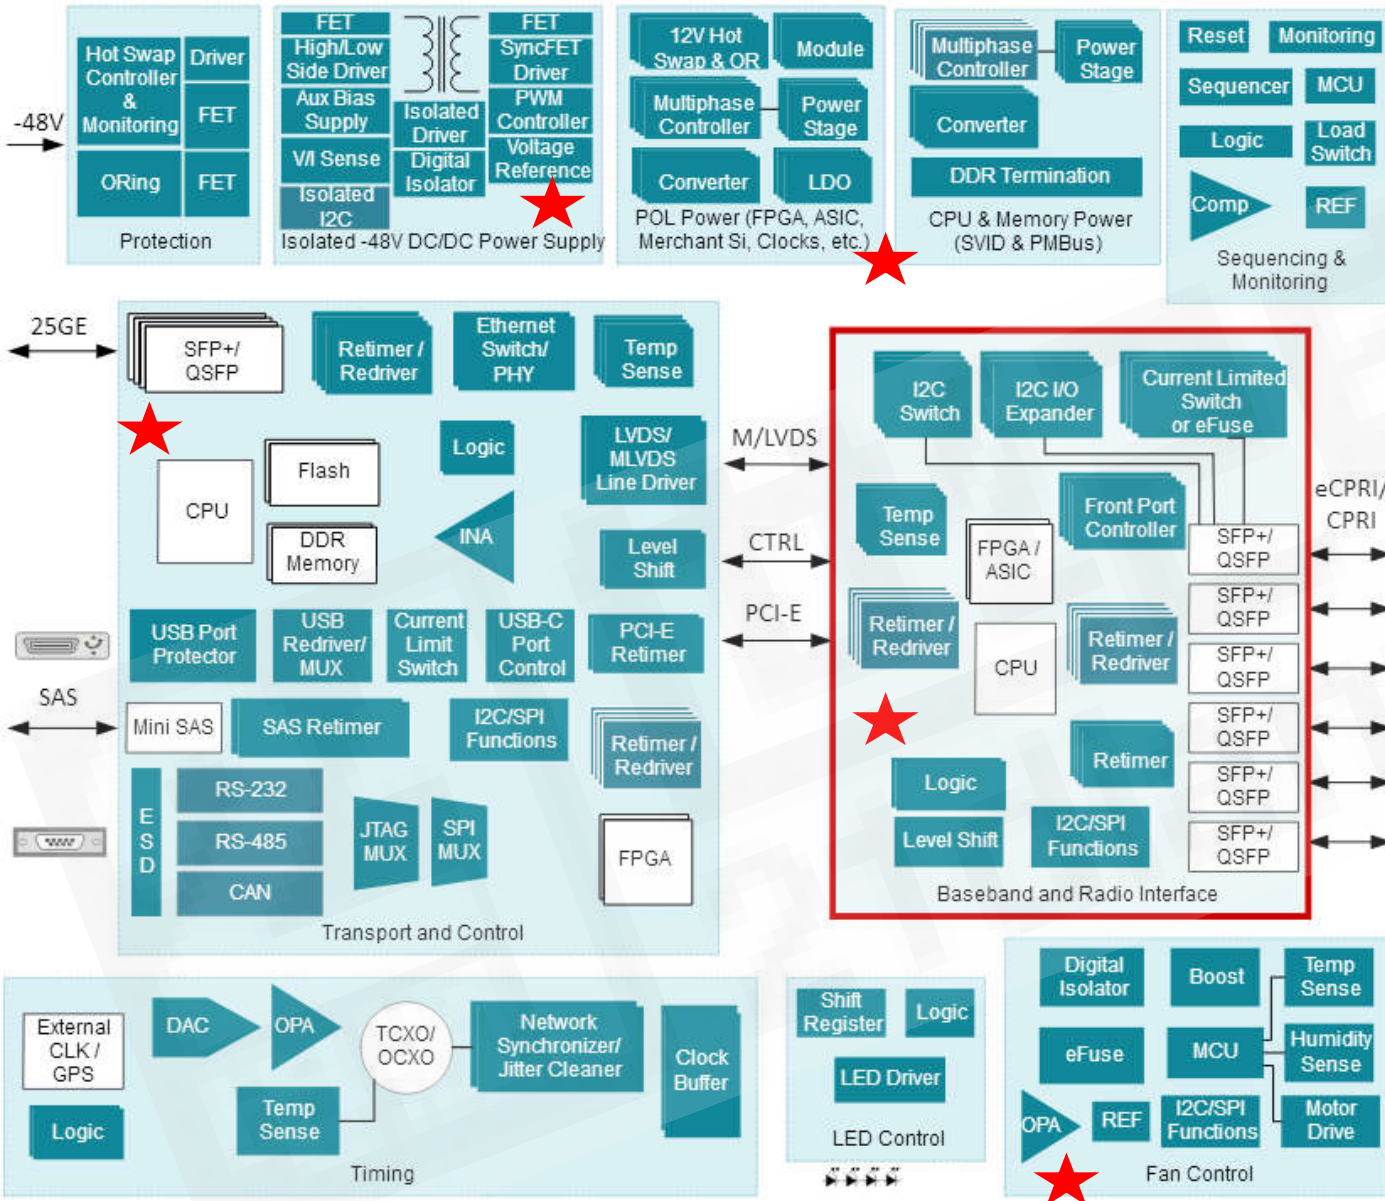 -48V
Hot Swap
Controller
&
Monitoring
Driver
FET
ORing
FET
Protection
FET
High/Low
Side Driver
Aux Bias
Supply
V/I Sense
Isolated
I2C
Isolated
Driver
Digital
Isolator
FET
SyncFET
Driver
PWM
Controller
Voltage
Reference
Isolated -48V DC/DC Power Supply
12V Hot
Swap & OR
Module
Multiphase
Controller
Power
Stage
Converter
LDO
POL Power (FPGA, ASIC,
Merchant Si, Clocks, etc.)
Multiphase
Controller
Power
Stage
Converter
DDR Termination
CPU & Memory Power
(SVID & PMBus)
Reset
Monitoring
Sequencer
MCU
Logic
Load
Switch
Comp
REF
Sequencing &
Monitoring
25GE
SFP+/
QSFP
Retimer /
Redriver
Ethernet
Switch/
PHY
Temp
Sense
CPU
Flash
DDR
Memory
Logic
INA
LVDS/
MLVDS
Line Driver
Level
Shift
USB Port
Protector
USB
Redriver/
MUX
Current
Limit
Switch
USB-C
Port
Control
PCI-E
Retimer
SAS
Mini SAS
SAS Retimer
I2C/SPI
Functions
Retimer /
Redriver
E
S
D
RS-232
RS-485
CAN
JTAG
MUX
SPI
MUX
FPGA
Transport and Control
M/LVDS
CTRL
PCI-E
I2C
Switch
I2C I/O
Expander
Current Limited
Switch
or eFuse
Temp
Sense
FPGA /
ASIC
Front Port
Controller
Retimer /
Redriver
CPU
Retimer /
Redriver
Retimer
Logic
Level Shift
I2C/SPI
Functions
SFP+/
QSFP
SFP+/
QSFP
SFP+/
QSFP
SFP+/
QSFP
SFP+/
QSFP
SFP+/
QSFP
Baseband and Radio Interface
eCPRI/
CPRI
External
CLK /
GPS
Logic
DAC
OPA
Temp
Sense
TCXO/
OCXO
Network
Synchronizer/
Jitter Cleaner
Clock
Buffer
Timing
Shift
Register
Logic
LED Driver
LED Control
Digital
Isolator
Boost
Temp
Sense
eFuse
MCU
Humidity
Sense
OPA
REF
I2C/SPI
Functions
Motor
Drive
Fan Control